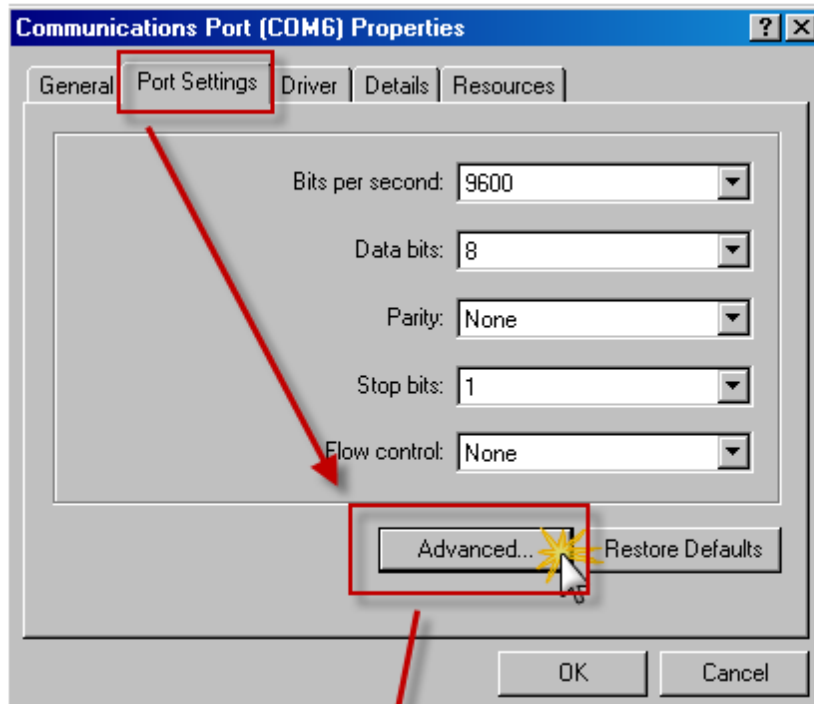 Communications Port (COM6) Properties
General Port Settings Driver Details Resources
Bits per second: 9600
Data bits: 8
Parity: None
Stop bits: 1
Flow control: None
Advanced... Restore Defaults
OK Cancel